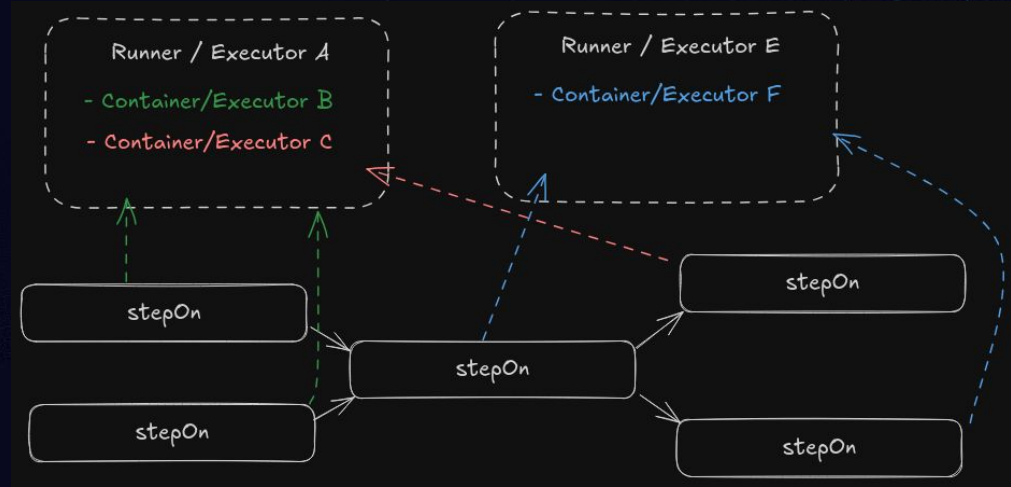 Runner / Executor A
- Container/Executor B
- Container/Executor C
Runner / Executor E
- Container/Executor F
stepOn
stepOn
stepOn
stepOn
stepOn